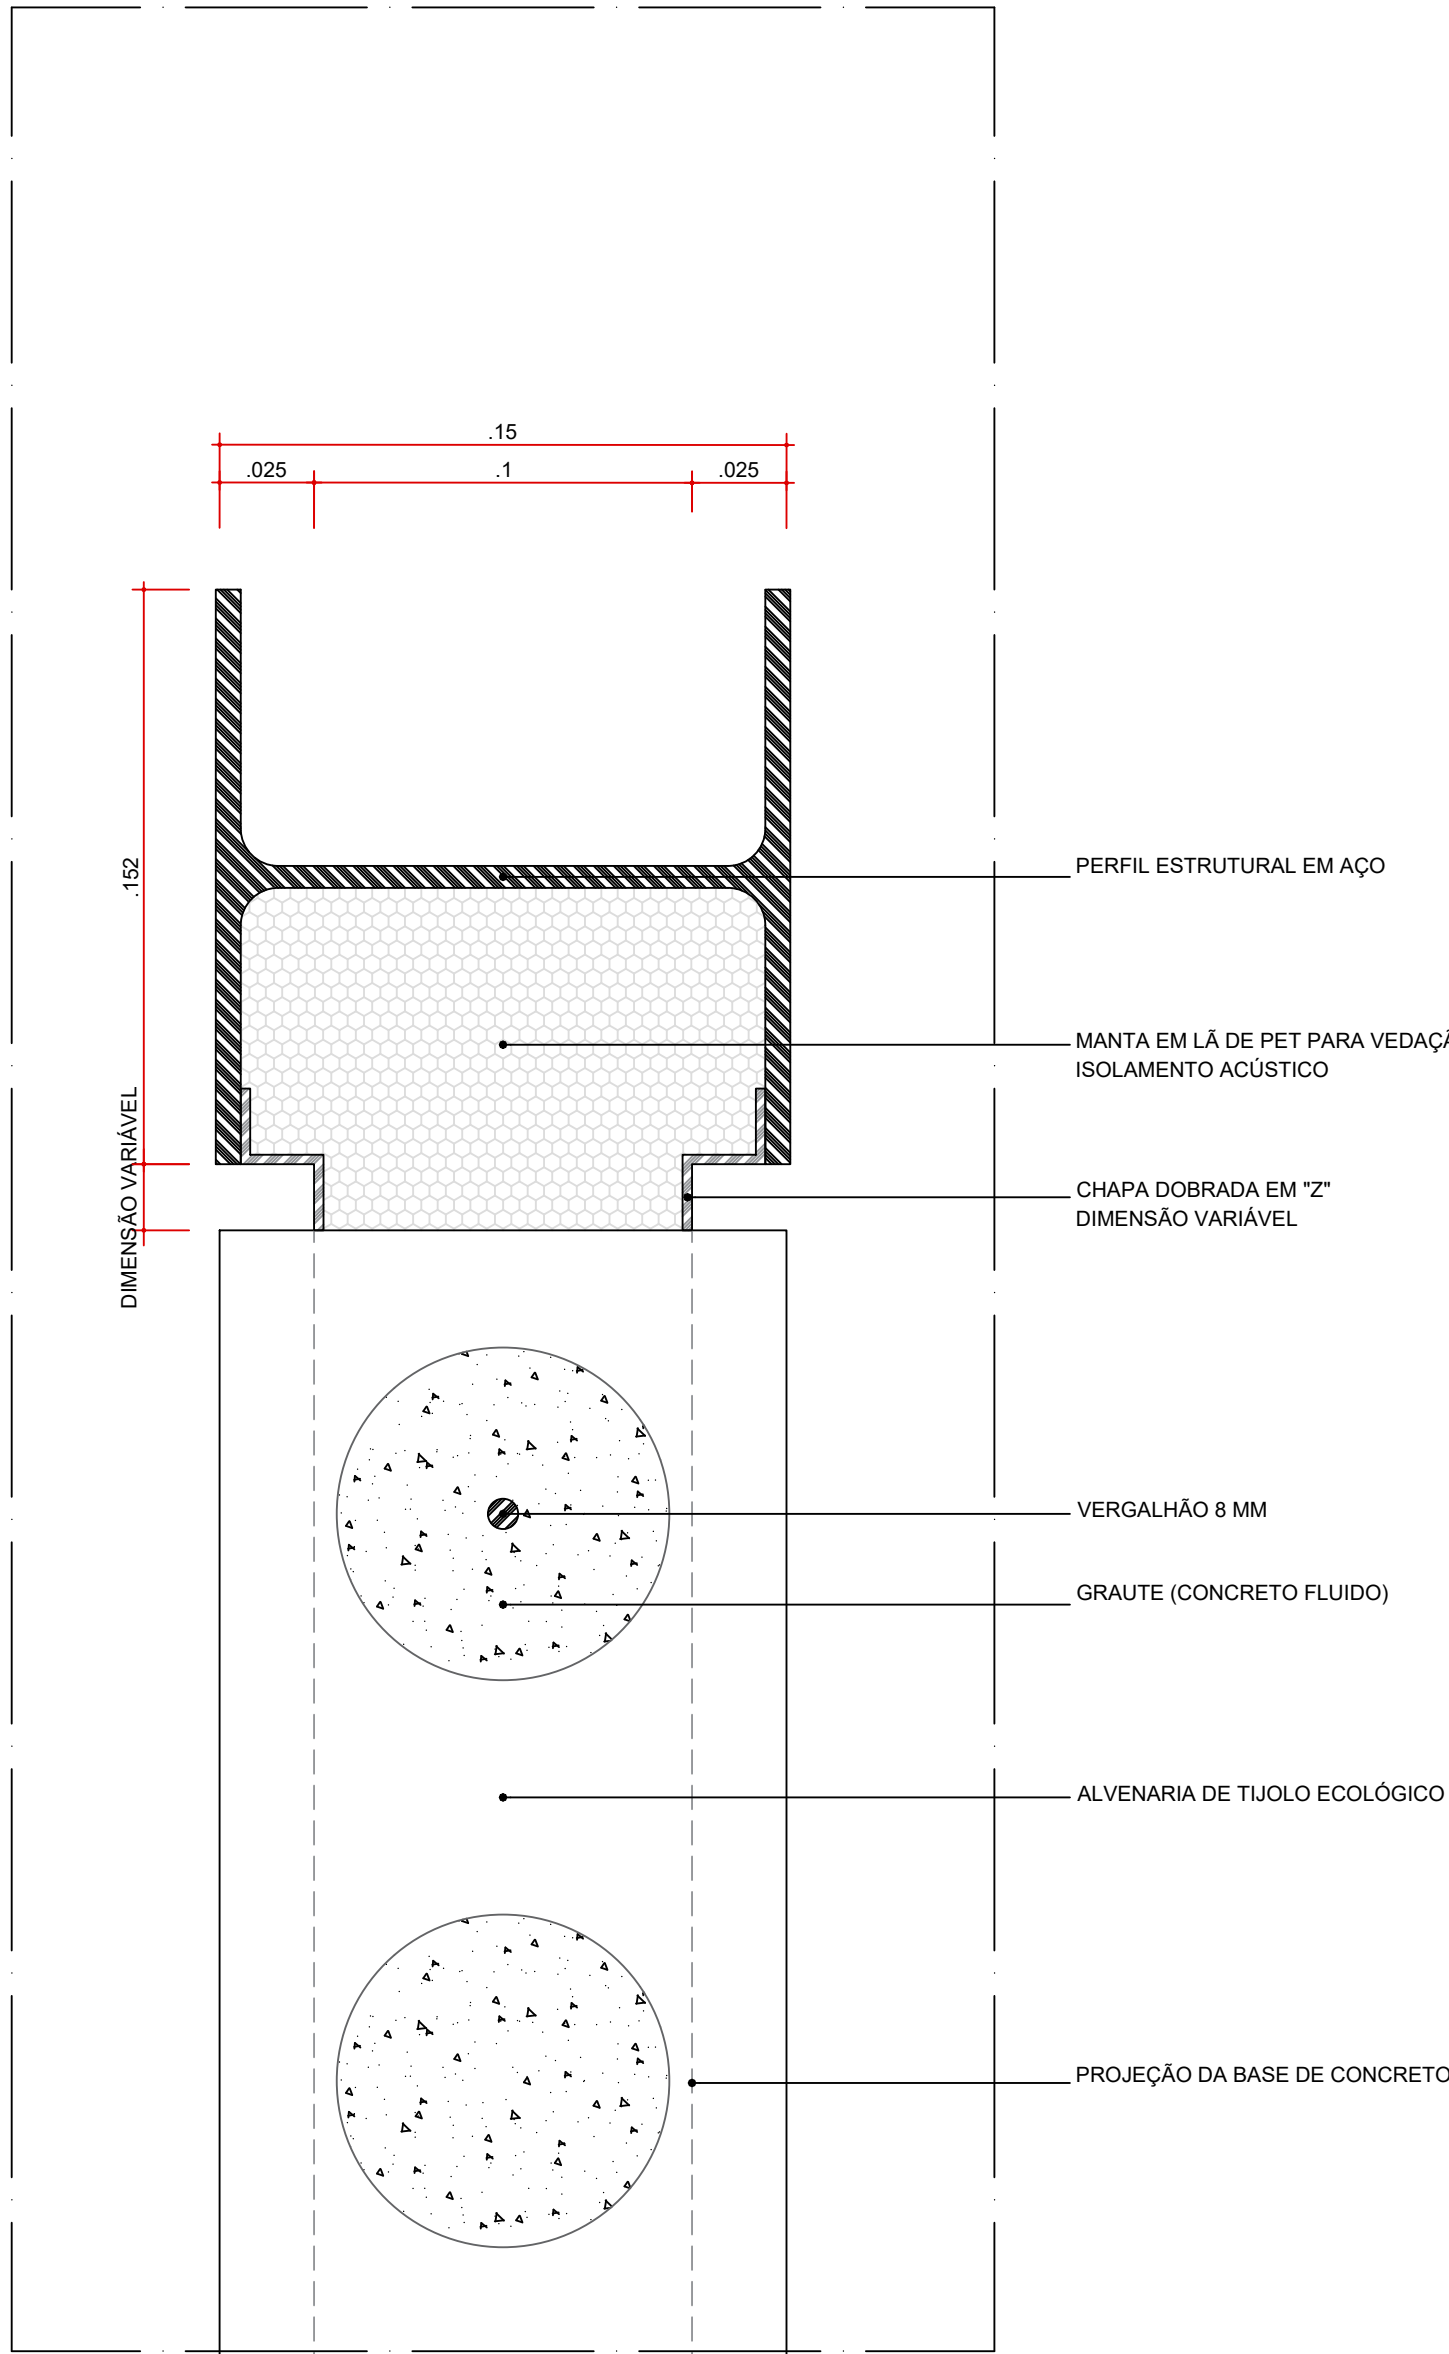 .15
.025
.1
.025
.152
DIMENSÃO VARIÁVEL
PERFIL ESTRUTURAL EM AÇO
MANTA EM LÃ DE PET PARA
ISOLAMENTO ACÚSTICO
CHAPA DOBRADA EM "Z"
DIMENSÃO VARIÁVEL
VERGALHÃO 8 MM
GRAUTE (CONCRETO FLUIDO)
ALVENARIA DE TIJOLO ECOLÓGICO
PROJEÇÃO DA BASE DE CONCRETO